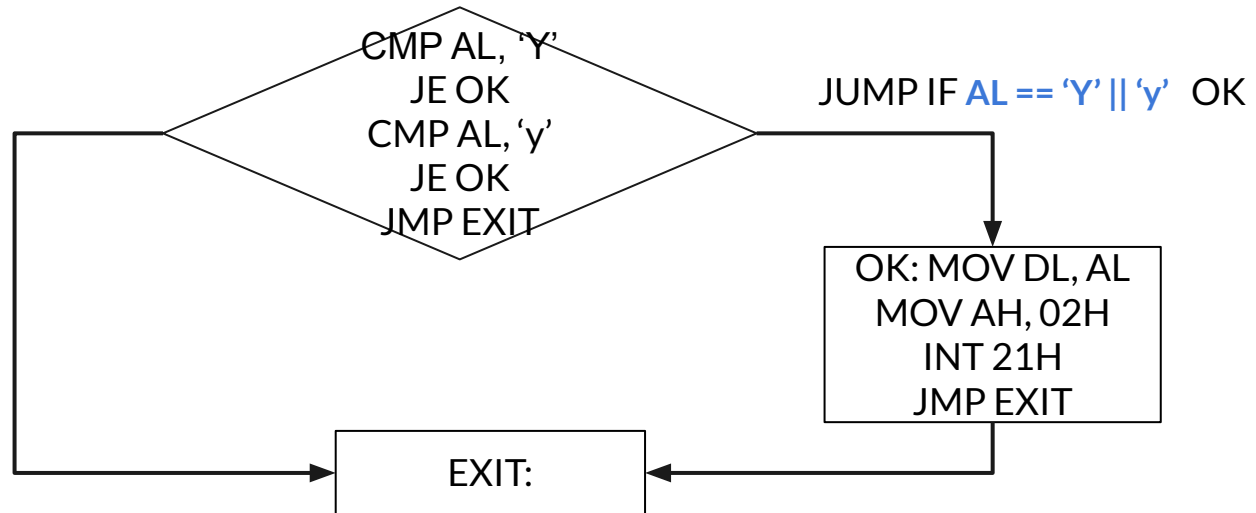 CMP AL, ‘Y’
JE OK
CMP AL, ‘y’
JE OK
JMP EXIT
JUMP IF AL == ‘Y’ || ‘y’ OK
OK: MOV DL, AL
MOV AH, 02H
INT 21H
JMP EXIT
EXIT: